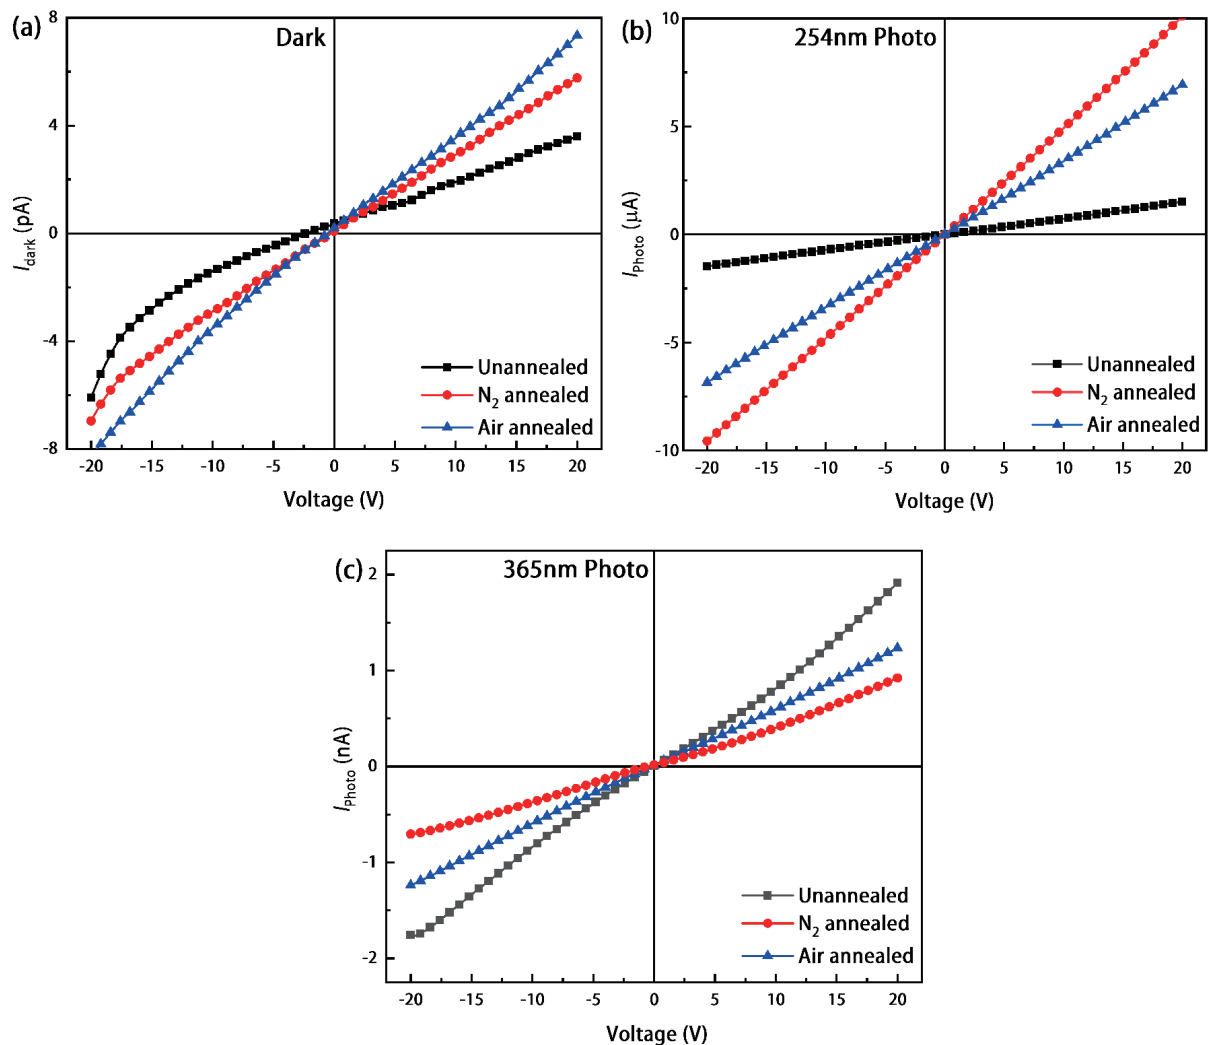 (a)
Dark
8
4
0
-4
-8
I_dark (pA)
Unannealed
N₂ annealed
Air annealed
-20 -15 -10 -5 0 5 10 15 20
Voltage (V)
(b)
254nm Photo
10
5
0
-5
-10
I_Photo (μA)
Unannealed
N₂ annealed
Air annealed
-20 -15 -10 -5 0 5 10 15 20
Voltage (V)
(c)
365nm Photo
2
1
0
-1
-2
I_Photo (nA)
Unannealed
N₂ annealed
Air annealed
-20 -15 -10 -5 0 5 10 15 20
Voltage (V)